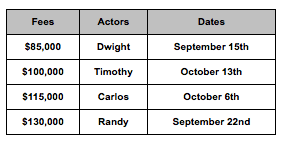 Fees Actors Dates
$85,000 Dwight September 15th
$100,000 Timothy October 13th
$115,000 Carlos October 6th
$130,000 Randy September 22nd